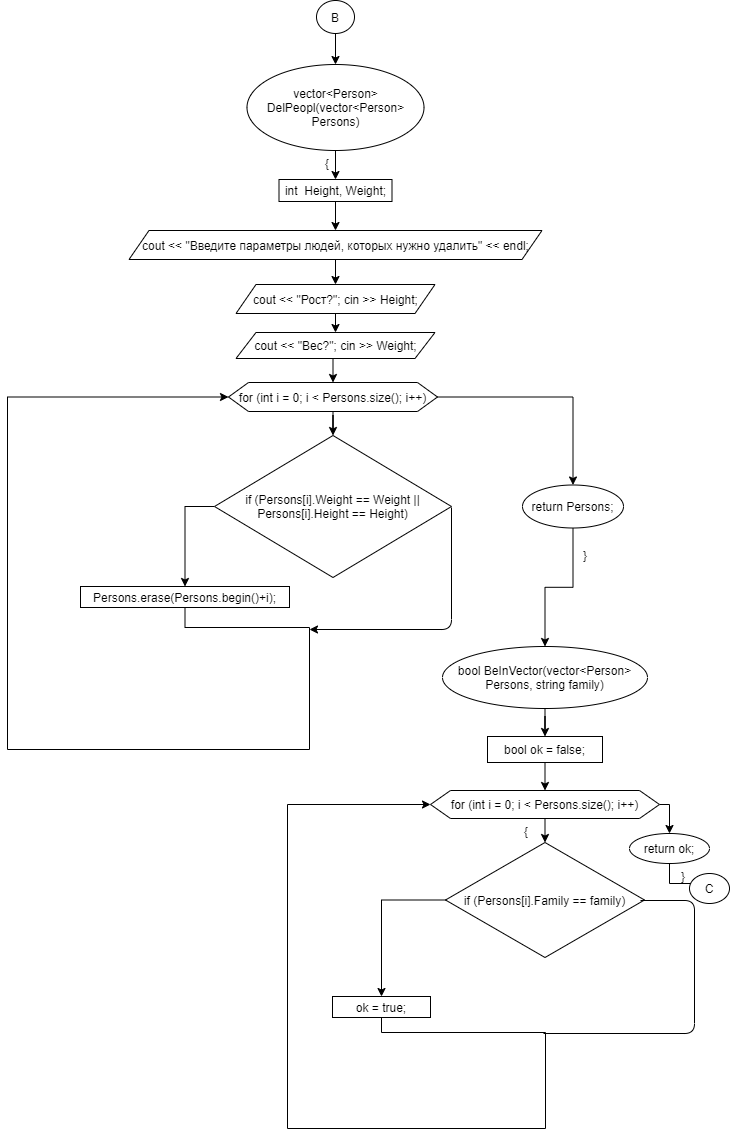 B
vector<Person>
DelPeopl(vector<Person>
Persons)
{
int Height, Weight;
cout << "Введите параметры людей, которых нужно удалить" << endl;
cout << "Рост?"; cin >> Height;
cout << "Вес?"; cin >> Weight;
for (int i = 0; i < Persons.size(); i++)
if (Persons[i].Weight == Weight ||
Persons[i].Height == Height)
Persons.erase(Persons.begin()+i);
return Persons;
}
bool BeInVector(vector<Person>
Persons, string family)
bool ok = false;
for (int i = 0; i < Persons.size(); i++)
{
if (Persons[i].Family == family)
ok = true;
return ok;
}
C